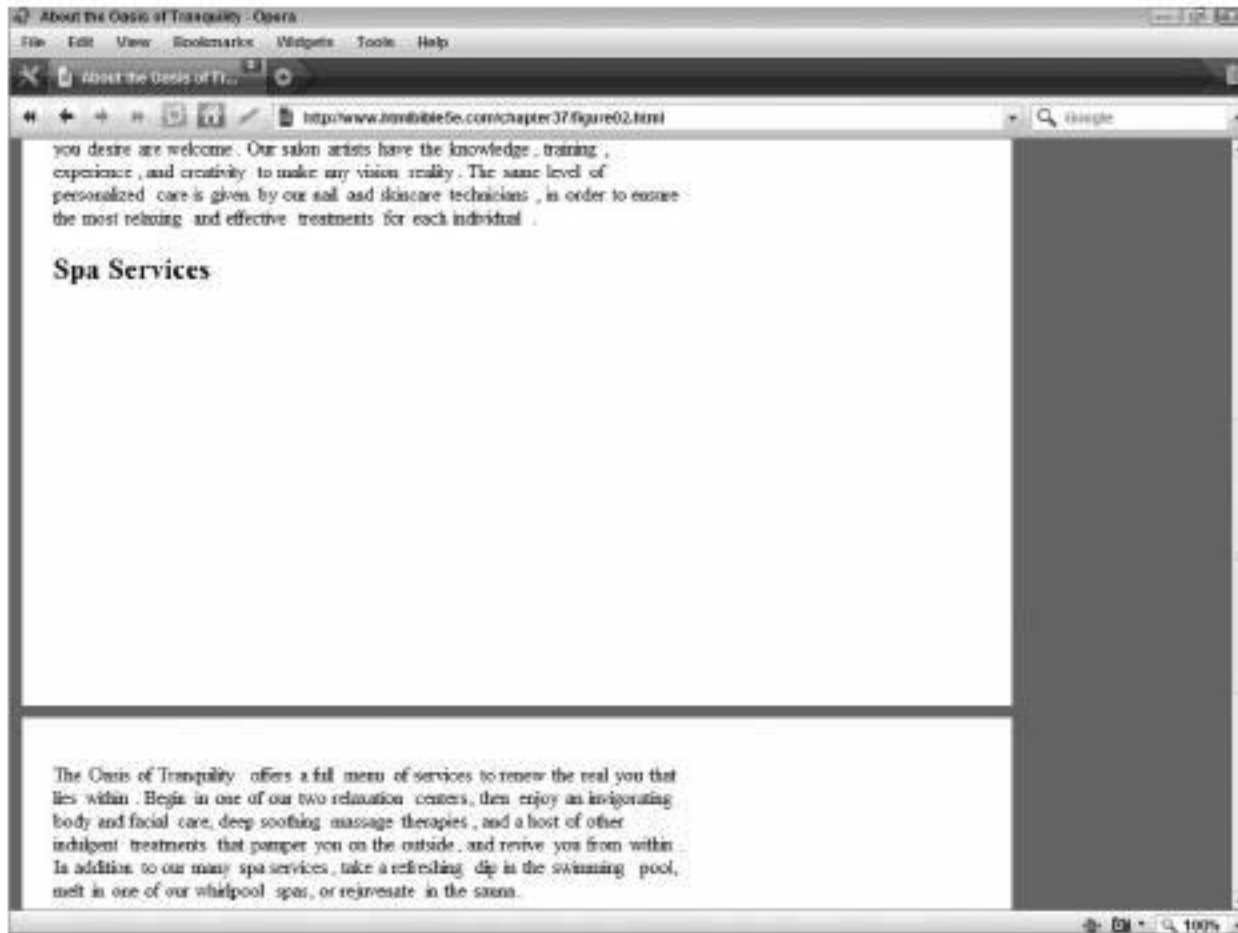 About the Oasis of Tranquility - Opera
File Edit View Bookmarks Widgets Tools Help
About the Oasis of Tr...
http://www.htmlbible5e.com/chapter37/figure02.html
Google
you desire are welcome. Our salon artists have the knowledge, training,
experience, and creativity to make any vision reality. The same level of
personalized care is given by our nail and skincare technicians, in order to ensure
the most relaxing and effective treatments for each individual.
Spa Services
The Oasis of Tranquility offers a full menu of services to renew the real you that
lies within. Begin in one of our two relaxation centers, then enjoy an invigorating
body and facial care, deep soothing massage therapies, and a host of other
indulgent treatments that pamper you on the outside, and revive you from within.
In addition to our many spa services, take a refreshing dip in the swimming pool,
melt in one of our whirlpool spas, or rejuvenate in the sauna.
100%